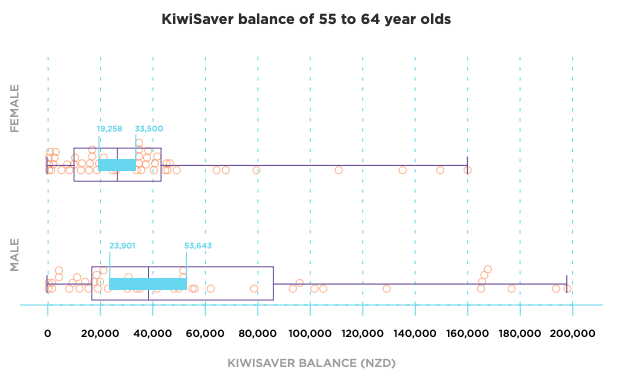 KiwiSaver balance of 55 to 64 year olds
FEMALE
19,258 33,500
MALE
23,901 53,643
0 20,000 40,000 60,000 80,000 100,000 120,000 140,000 160,000 180,000 200,000
KIWISAVER BALANCE (NZD)